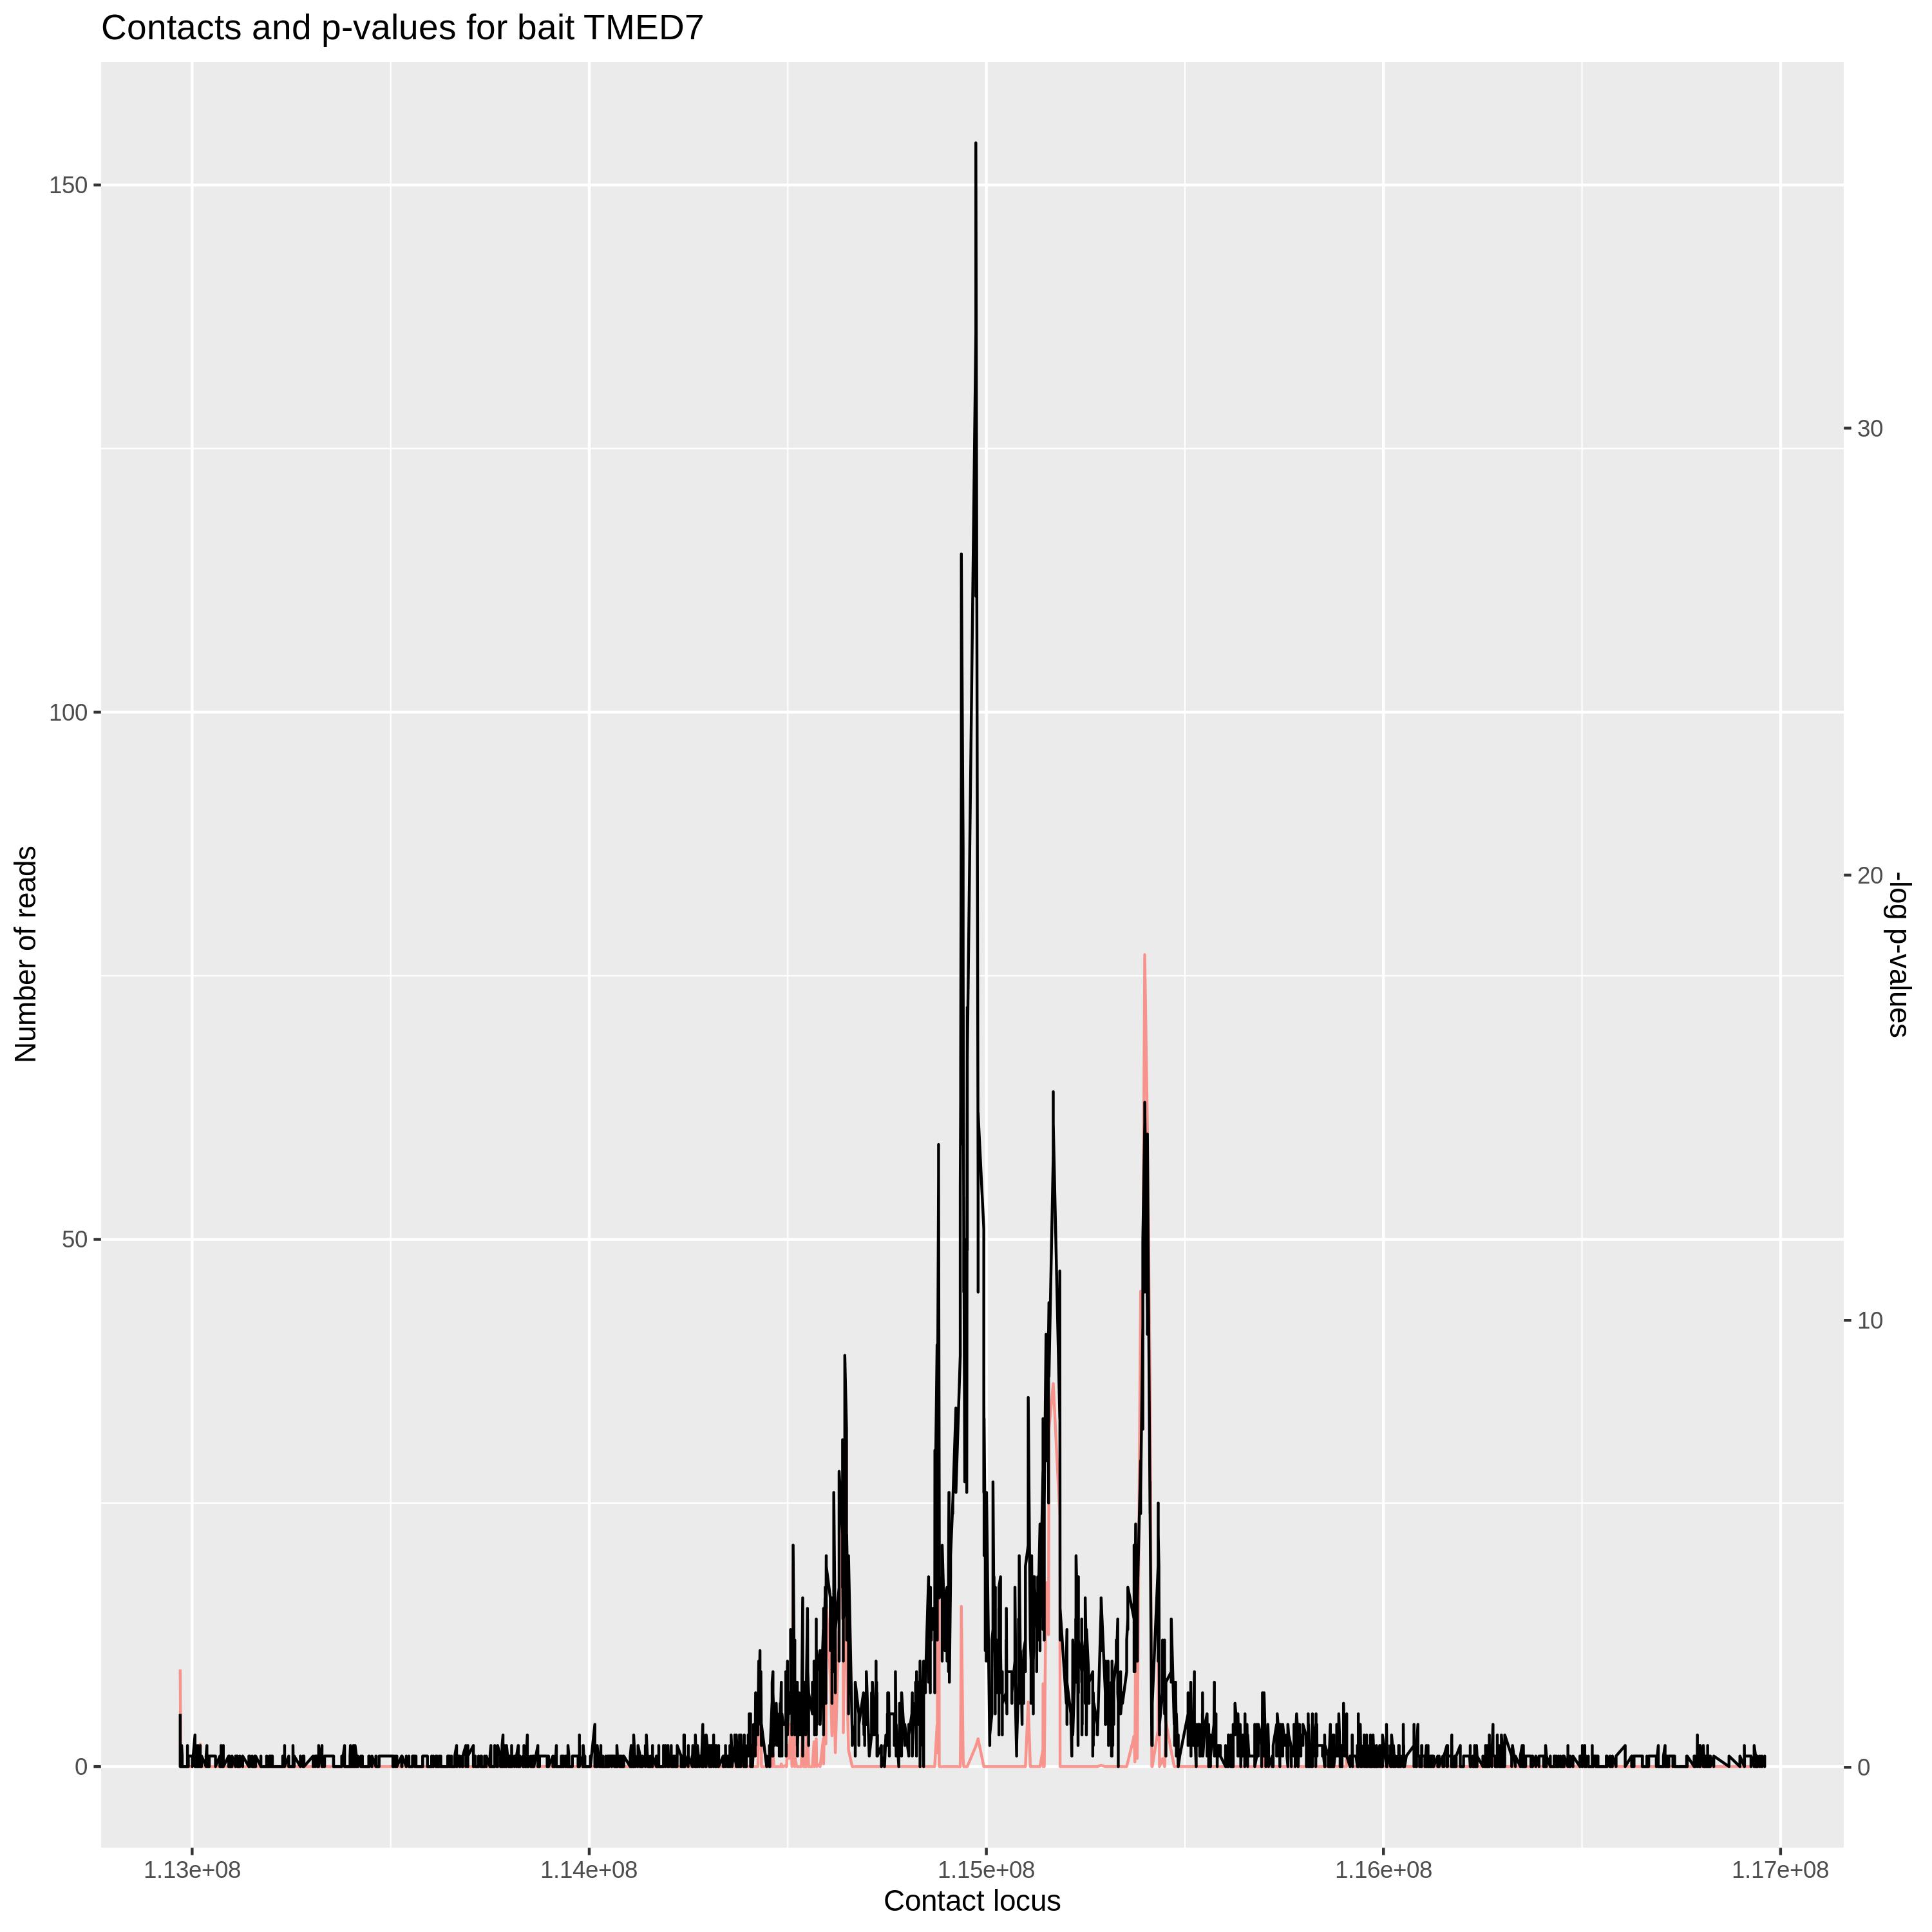 Contacts and p-values for bait TMED7
150
100
50
0
Number of reads
30
20
10
0
-log p-values
1.13e+08
1.14e+08
1.15e+08
1.16e+08
1.17e+08
Contact locus